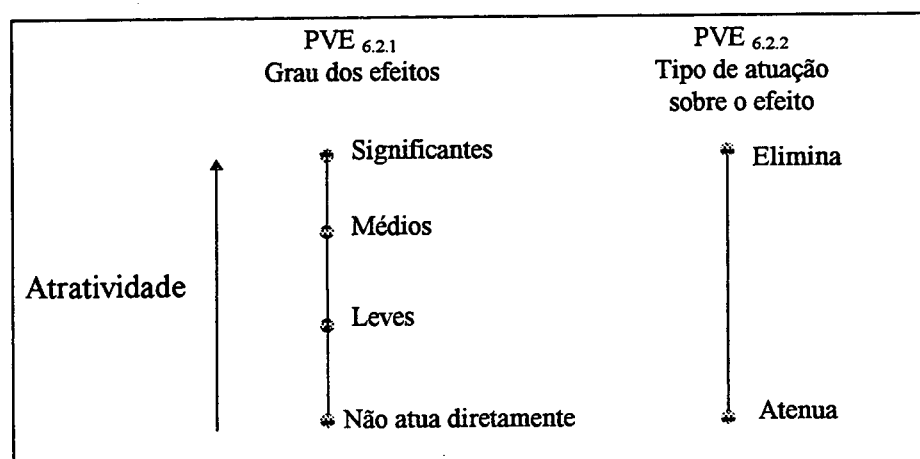 PVE 6.2.1
Grau dos efeitos
PVE 6.2.2
Tipo de atuação
sobre o efeito
Atratividade
Significantes
Médios
Leves
Não atua diretamente
Elimina
Atenua